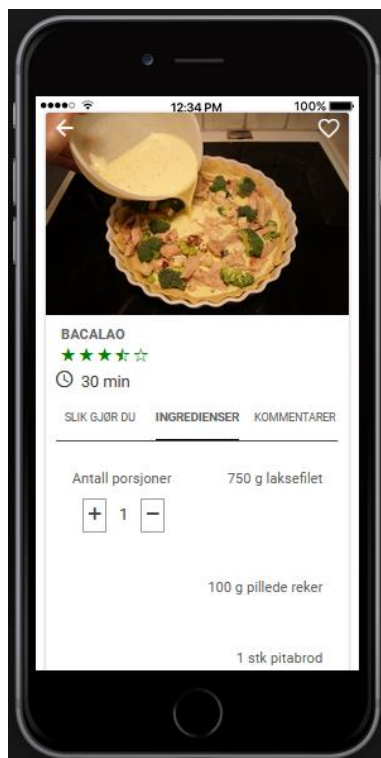 12:34 PM 100%
BACALAO
30 min
SLIK GJØR DU INGREDIENSER KOMMENTARER
Antall porsjoner 750 g laksefilet
+ 1 −
100 g pillede reker
1 stk pitabrod